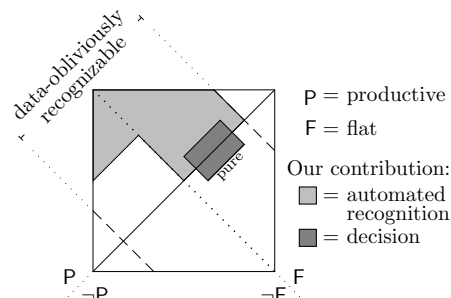 data-obliviously
recognizable
P = productive
F = flat
Our contribution:
= automated
recognition
= decision
pure
P
F
¬P
¬F